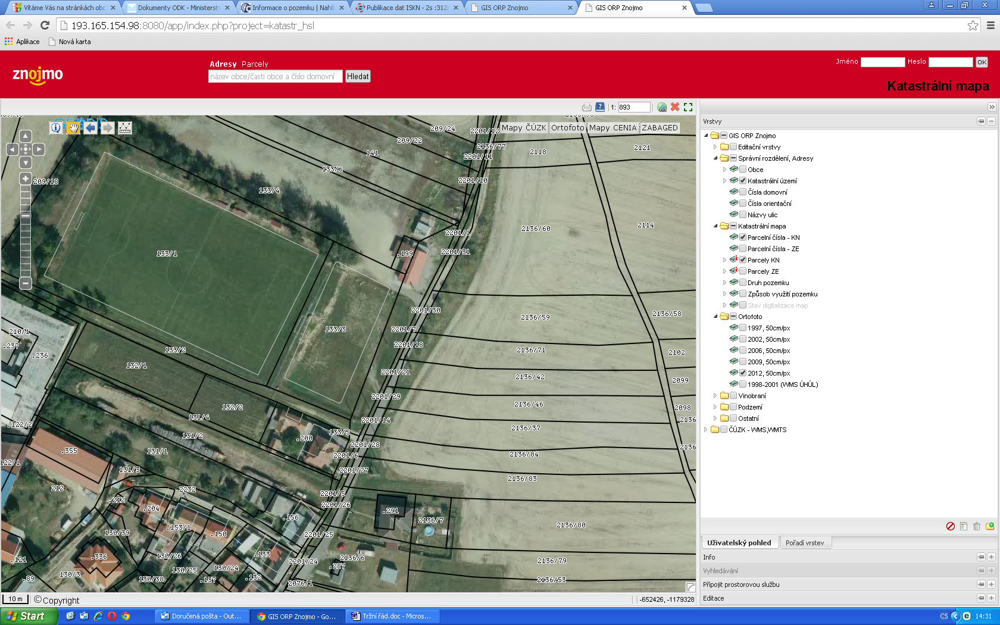 Vítáme Vás na stránkách obc
Dokumenty ODK - Ministerstv
Informace o pozemku | Nahlí
Publikace dat ISKN - 2s :312
GIS ORP Znojmo
GIS ORP Znojmo
193.165.154.98:8080/app/index.php?project=katastr_hsl
Aplikace
Nová karta
znojmo
Adresy Parcely
název obce/časti obce a číslo domovní
Hledat
Jméno
Heslo
OK
Katastrální mapa
1: 893
Mapy ČÚZK
Ortofoto
Mapy CENIA
ZABAGED
209/24
2201/12
209/22
2136/77
141
2201/11
2118
2121
133/6
2201/10
209/18
133/4
2114
2136/60
2201/1
133/1
.199
2201/31
2201/30
2136/59
2136/58
210/1
133/3
2201/7
.237
2201/18
133/2
2136/71
2102
.236
132/1
2201/21
2136/42
2099
2201/29
2136/46
132/2
2098
131/4
2201/14
2136
.122/2
2136/37
131/2
.200
133/5
2201/28
2136
.355
131/1
2201/6
2136/84
122/1
131/3
2201/27
2136/83
212
2232
2201/5
.212
2201/26
.204
.291
.156
2136/7
.153/1
2136/80
130/39
.150
2201/25
.336
130/26
.133
2136/6
.121
2201/24
2136/79
130/25
130/24
.287
130/3
.89
130/38
.137
.132
2076/1
2136/53
10 m
© Copyright
-652426, -1179328
Vrstvy
GIS ORP Znojmo
Editační vrstvy
Správní rozdělení, Adresy
Obce
Katastrální území
Čísla domovní
Čísla orientační
Názvy ulic
Katastrální mapa
Parcelní čísla - KN
Parcelní čísla - ZE
Parcely KN
Parcely ZE
Druh pozemku
Způsob využití pozemku
Stav digitalizace map
Ortofoto
1997, 50cm/px
2002, 50cm/px
2006, 50cm/px
2009, 50cm/px
2012, 50cm/px
1998-2001 (WMS ÚHÚL)
Vinobraní
Podzemí
Ostatní
ČÚZK - WMS,WMTS
Uživatelský pohled
Pořadí vrstev
Info
Vyhledávání
Připojit prostorovou službu
Editace
Start
Doručená pošta - Out...
GIS ORP Znojmo - Go...
Tržní řád.doc - Micros...
CS
14:31